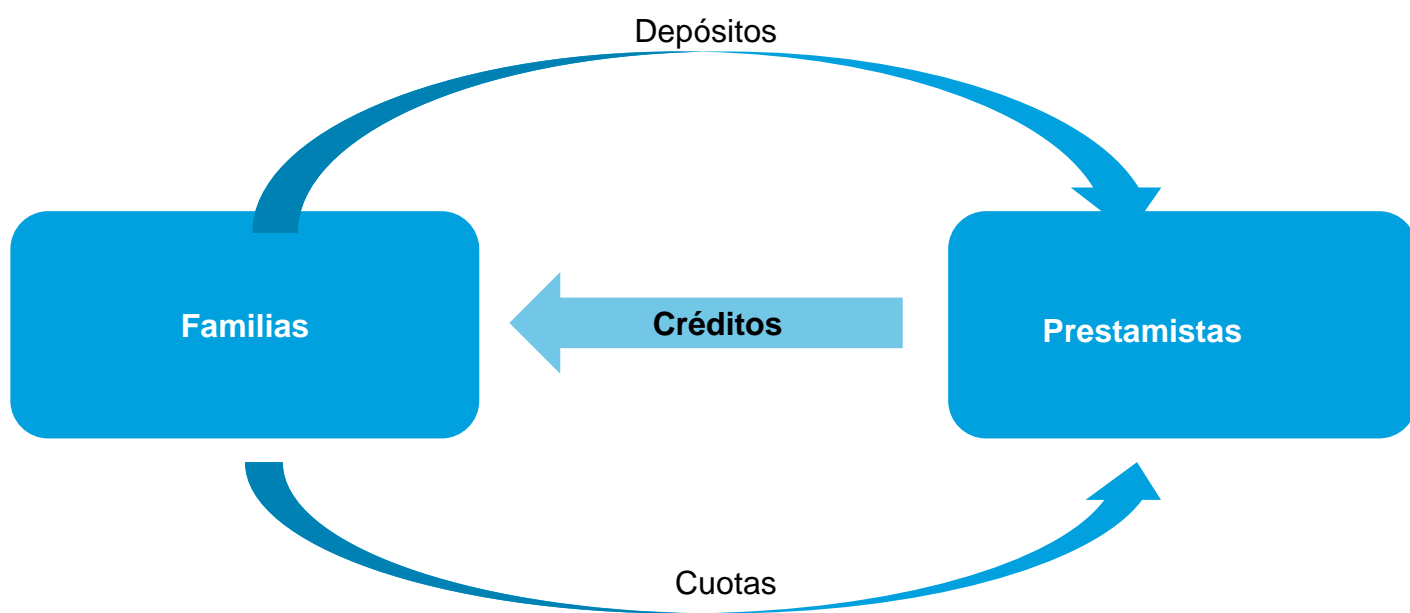 Depósitos
Familias
Créditos
Prestamistas
Cuotas